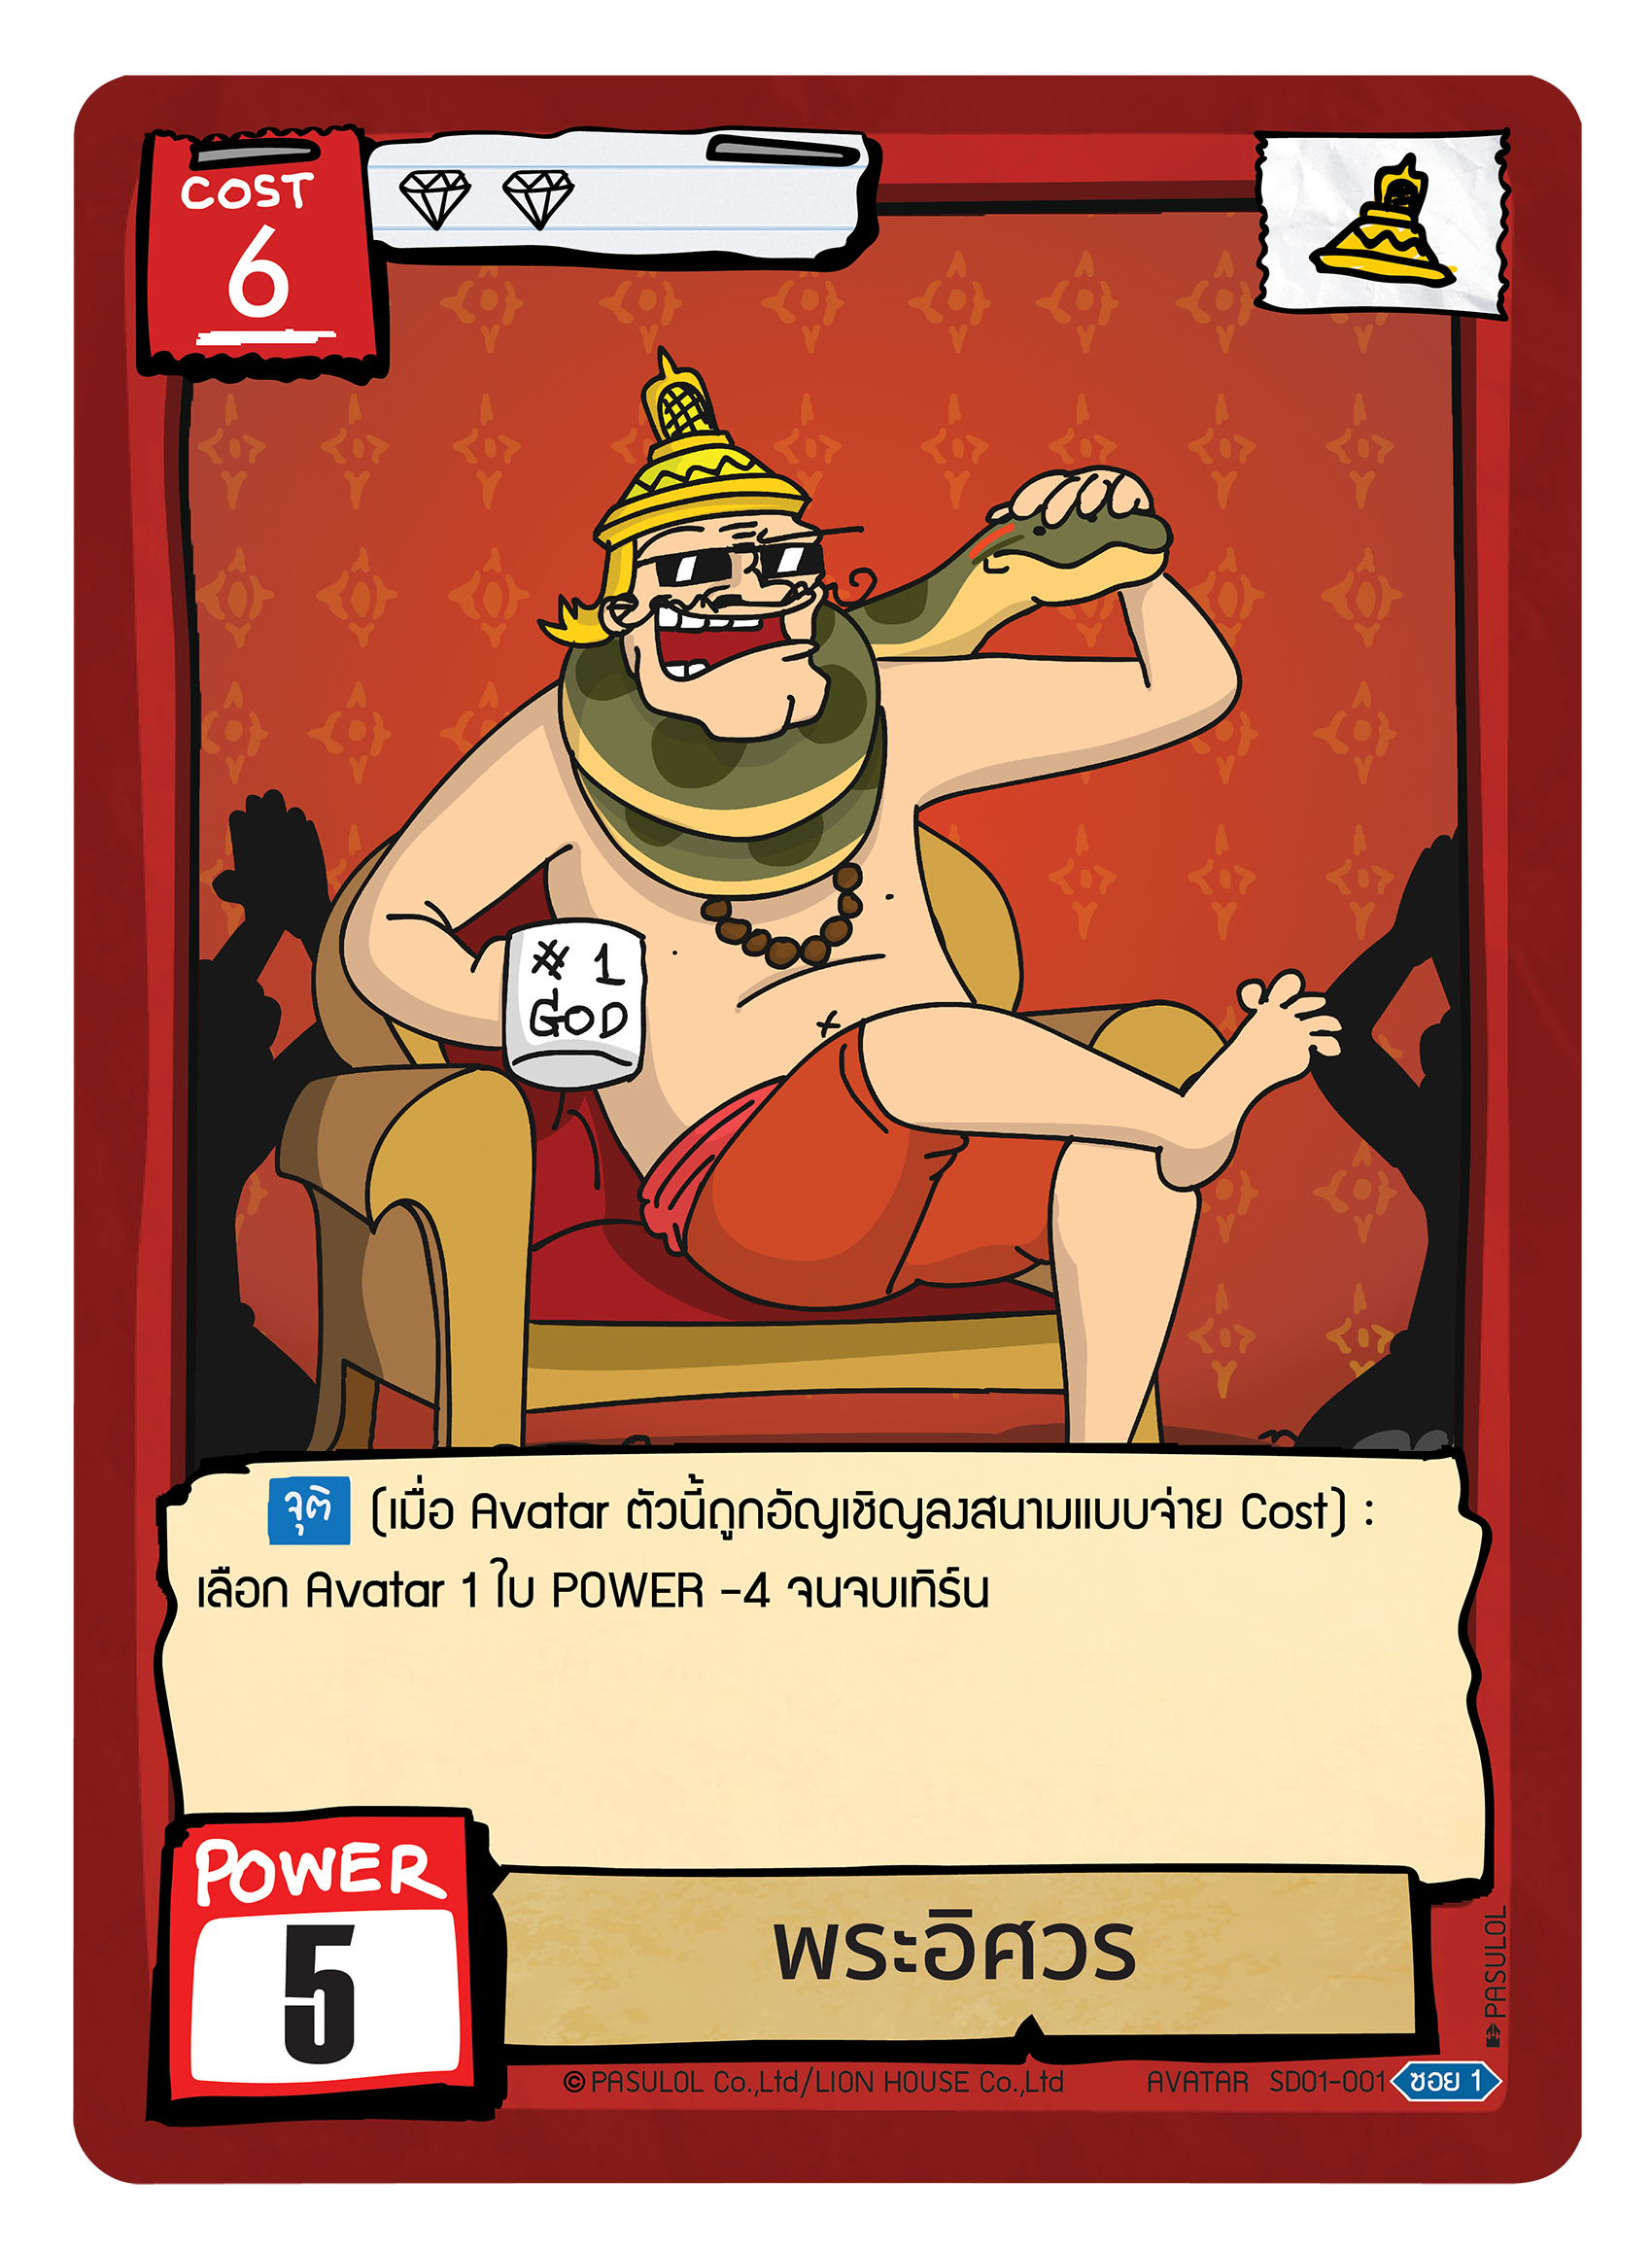 COST
6
# 1
GOD
จุติ (เมื่อ Avatar ตัวนี้ถูกอัญเชิญลงสนามแบบจ่าย Cost) :
เลือก Avatar 1 ใบ POWER -4 จนจบเทิร์น
POWER
5
พระอิศวร
PASULOL
© PASULOL Co.,Ltd/LION HOUSE Co.,Ltd AVATAR SD01-001 ซอย 1